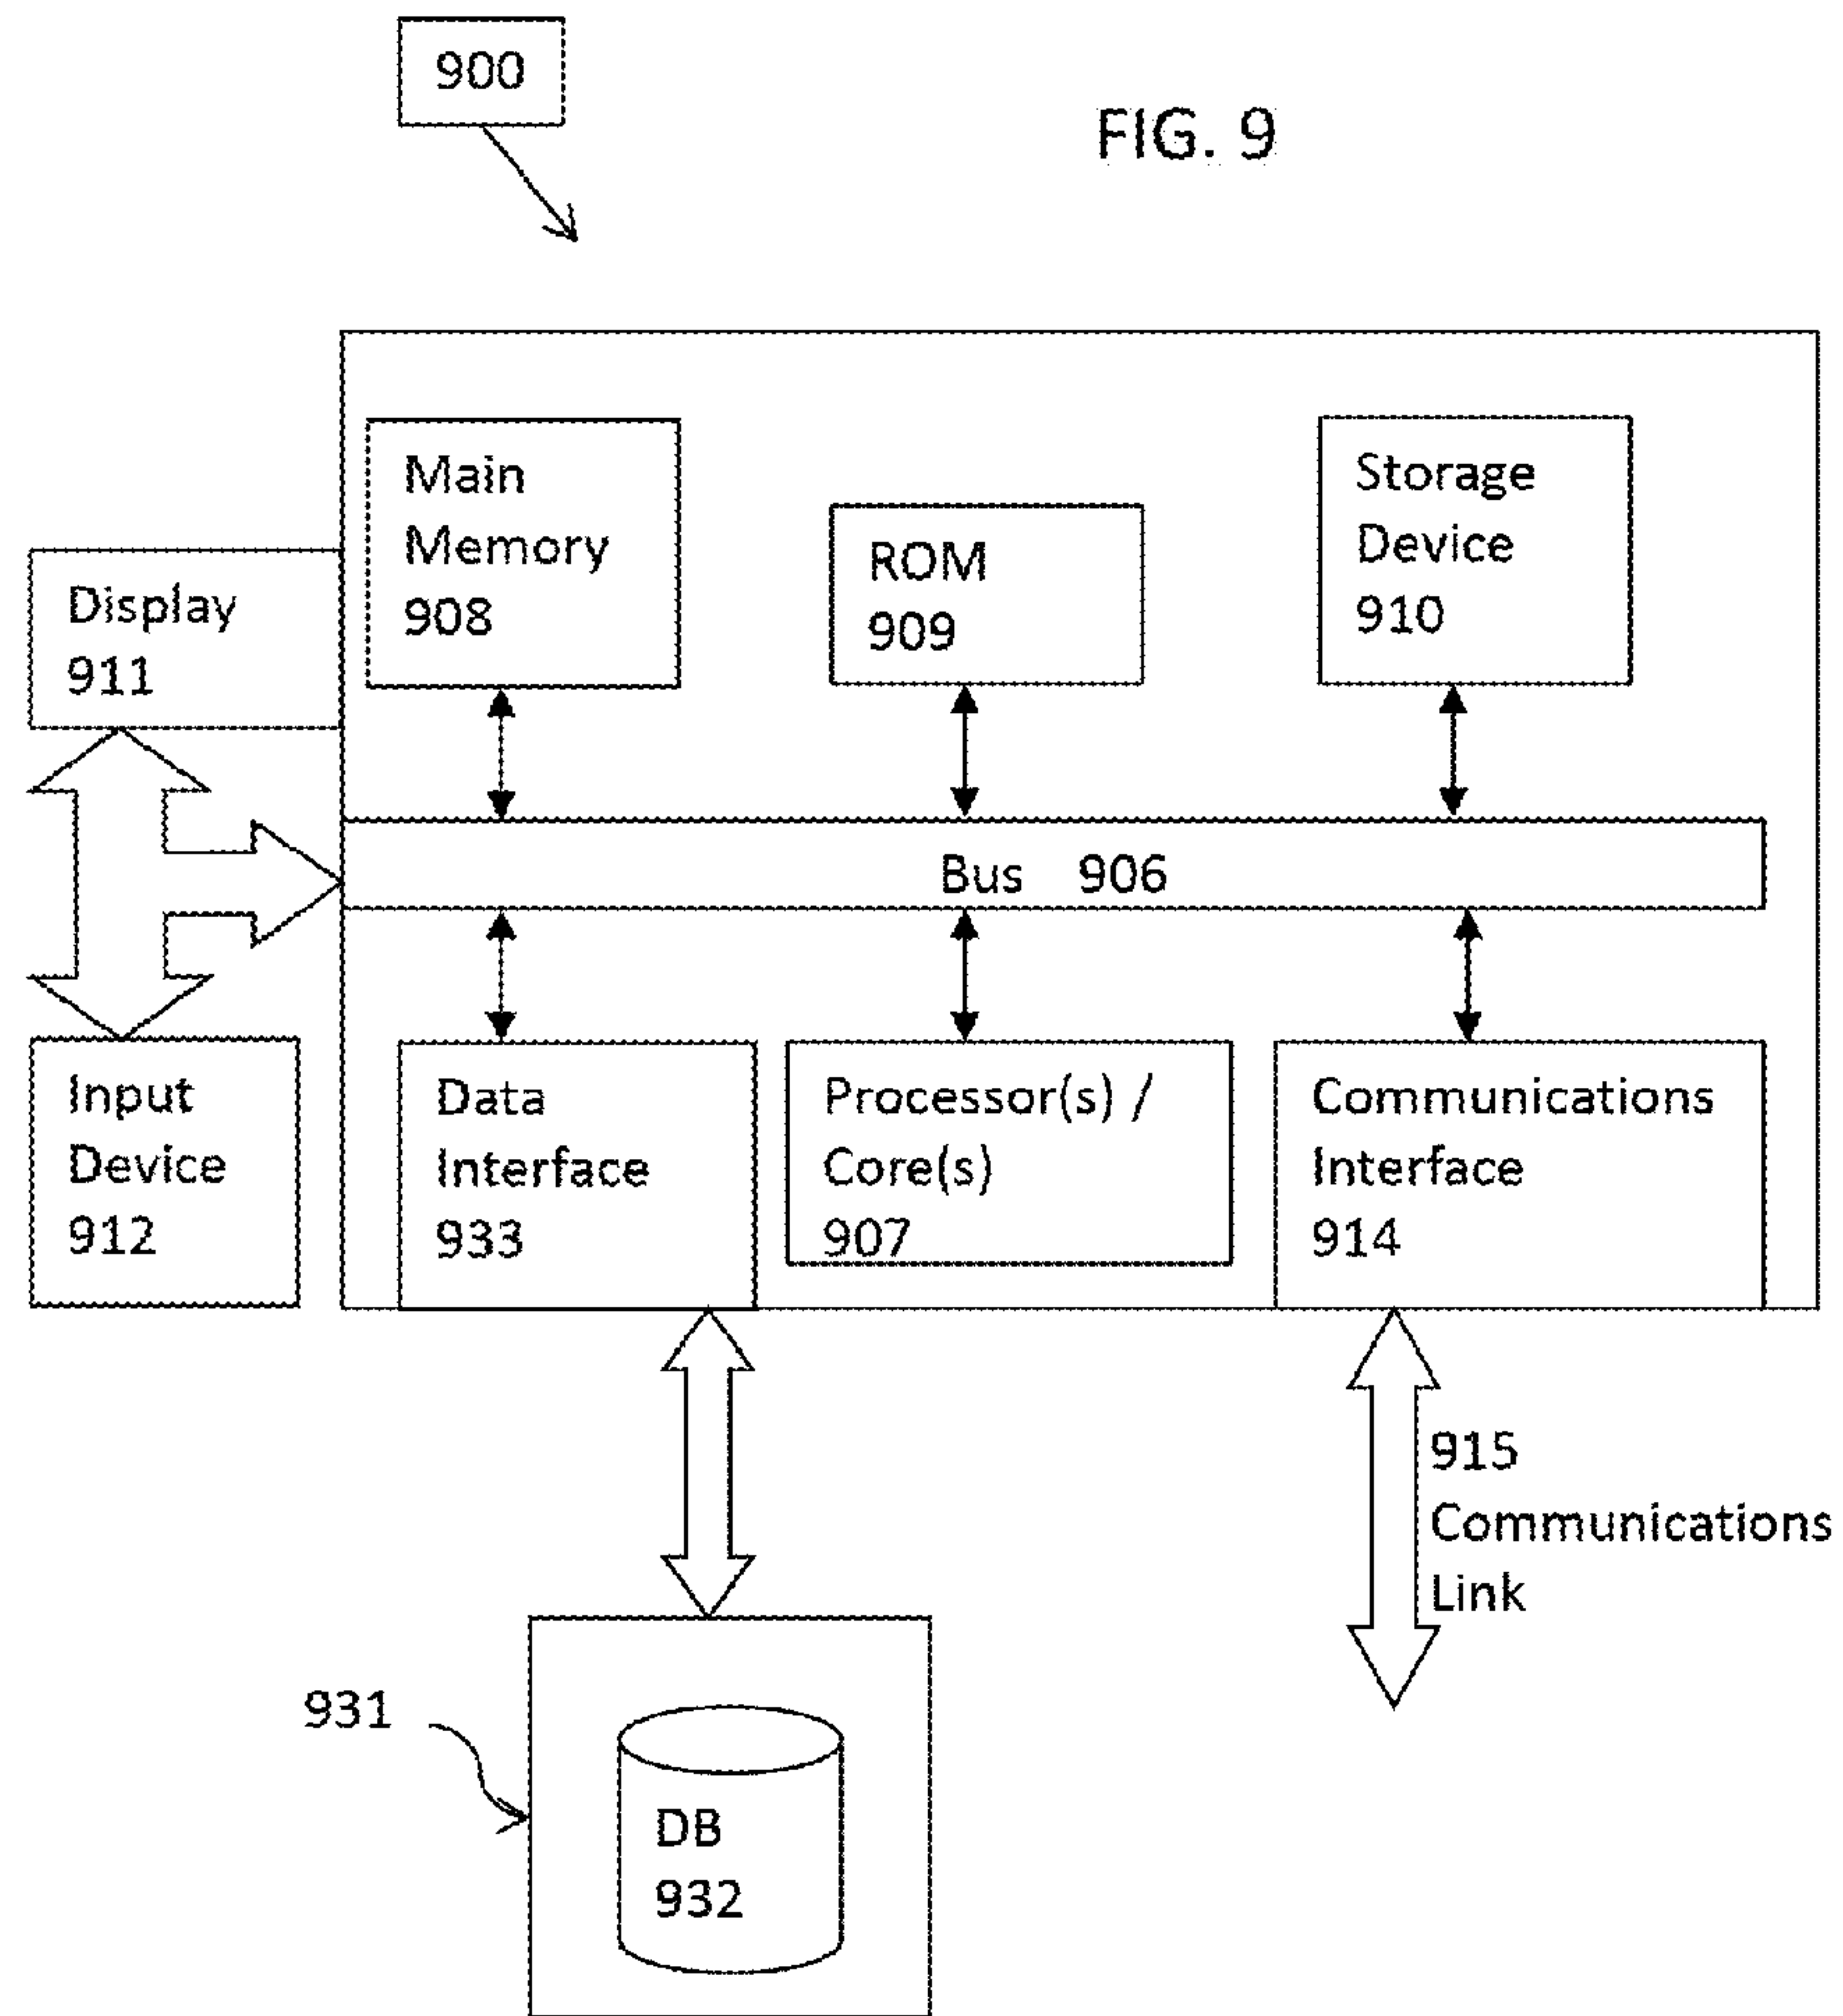 900
FIG. 9
Main
Memory
908
ROM
909
Storage
Device
910
Display
911
Bus 906
Input
Device
912
Data
Interface
933
Processor(s) /
Core(s)
907
Communications
Interface
914
915
Communications
Link
931
DB
932